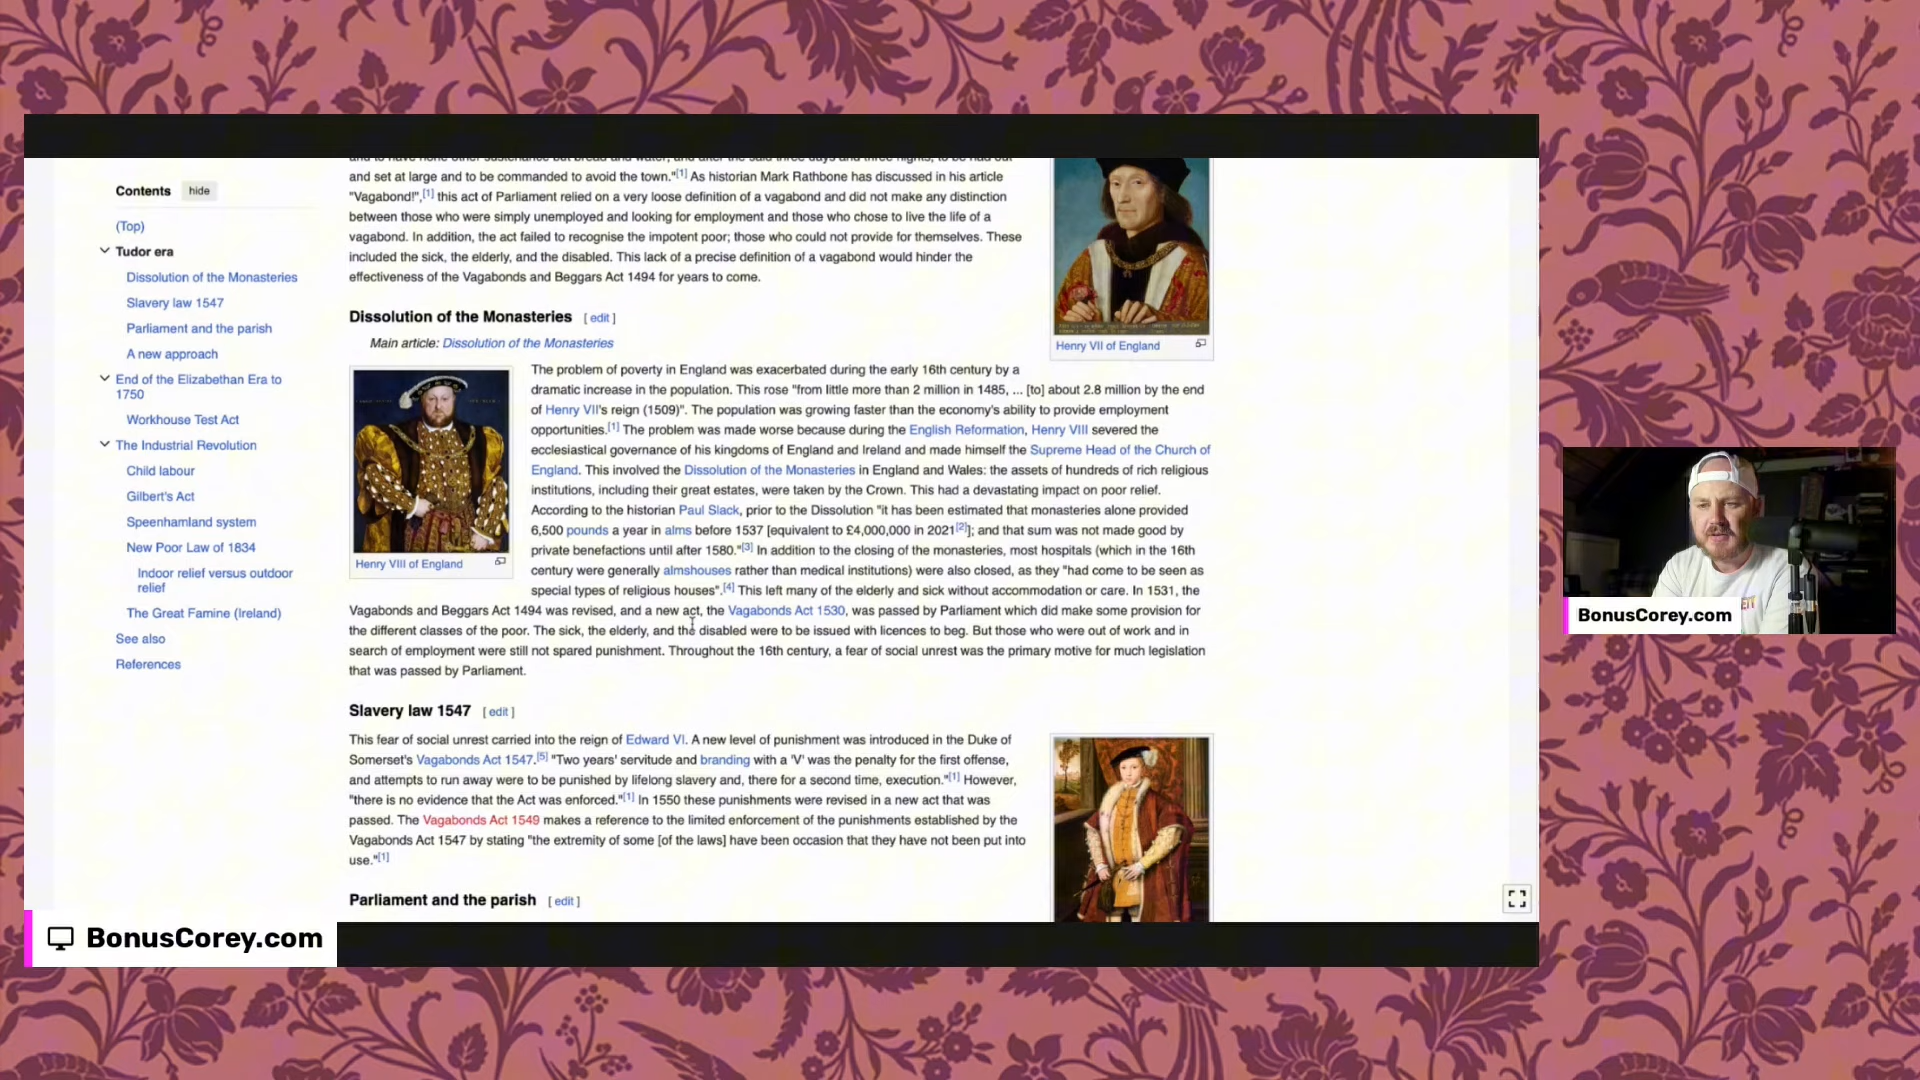 Contents hide
(Top)
Tudor era
Dissolution of the Monasteries
Slavery law 1547
Parliament and the parish
A new approach
End of the Elizabethan Era to
1750
Workhouse Test Act
The Industrial Revolution
Child labour
Gilbert's Act
Speenhamland system
New Poor Law of 1834
Indoor relief versus outdoor
relief
The Great Famine (Ireland)
See also
References
and to have none other sustenance but bread and water; and after the said three days and three nights, to be had out
and set at large and to be commanded to avoid the town."[1] As historian Mark Rathbone has discussed in his article
"Vagabond!",[1] this act of Parliament relied on a very loose definition of a vagabond and did not make any distinction
between those who were simply unemployed and looking for employment and those who chose to live the life of a
vagabond. In addition, the act failed to recognise the impotent poor; those who could not provide for themselves. These
included the sick, the elderly, and the disabled. This lack of a precise definition of a vagabond would hinder the
effectiveness of the Vagabonds and Beggars Act 1494 for years to come.
Henry VII of England
Dissolution of the Monasteries [ edit ]
Main article: Dissolution of the Monasteries
Henry VIII of England
The problem of poverty in England was exacerbated during the early 16th century by a
dramatic increase in the population. This rose "from little more than 2 million in 1485, ... [to] about 2.8 million by the end
of Henry VII's reign (1509)". The population was growing faster than the economy's ability to provide employment
opportunities.[1] The problem was made worse because during the English Reformation, Henry VIII severed the
ecclesiastical governance of his kingdoms of England and Ireland and made himself the Supreme Head of the Church of
England. This involved the Dissolution of the Monasteries in England and Wales: the assets of hundreds of rich religious
institutions, including their great estates, were taken by the Crown. This had a devastating impact on poor relief.
According to the historian Paul Slack, prior to the Dissolution "it has been estimated that monasteries alone provided
6,500 pounds a year in alms before 1537 [equivalent to £4,000,000 in 2021[2]]; and that sum was not made good by
private benefactions until after 1580."[3] In addition to the closing of the monasteries, most hospitals (which in the 16th
century were generally almshouses rather than medical institutions) were also closed, as they "had come to be seen as
special types of religious houses".[4] This left many of the elderly and sick without accommodation or care. In 1531, the
Vagabonds and Beggars Act 1494 was revised, and a new act, the Vagabonds Act 1530, was passed by Parliament which did make some provision for
the different classes of the poor. The sick, the elderly, and the disabled were to be issued with licences to beg. But those who were out of work and in
search of employment were still not spared punishment. Throughout the 16th century, a fear of social unrest was the primary motive for much legislation
that was passed by Parliament.
Slavery law 1547 [ edit ]
This fear of social unrest carried into the reign of Edward VI. A new level of punishment was introduced in the Duke of
Somerset's Vagabonds Act 1547.[5] "Two years' servitude and branding with a 'V' was the penalty for the first offense,
and attempts to run away were to be punished by lifelong slavery and, there for a second time, execution."[1] However,
"there is no evidence that the Act was enforced."[1] In 1550 these punishments were revised in a new act that was
passed. The Vagabonds Act 1549 makes a reference to the limited enforcement of the punishments established by the
Vagabonds Act 1547 by stating "the extremity of some [of the laws] have been occasion that they have not been put into
use."[1]
Parliament and the parish [ edit ]
BonusCorey.com
BonusCorey.com